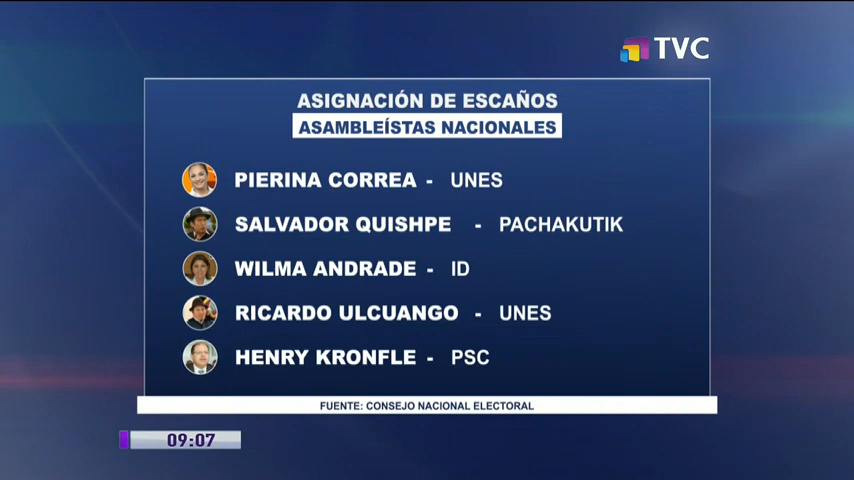 TVC
ASIGNACIÓN DE ESCAÑOS
ASAMBLEÍSTAS NACIONALES
PIERINA CORREA - UNES
SALVADOR QUISHPE - PACHAKUTIK
WILMA ANDRADE - ID
RICARDO ULCUANGO - UNES
HENRY KRONFLE - PSC
FUENTE: CONSEJO NACIONAL ELECTORAL
09:07